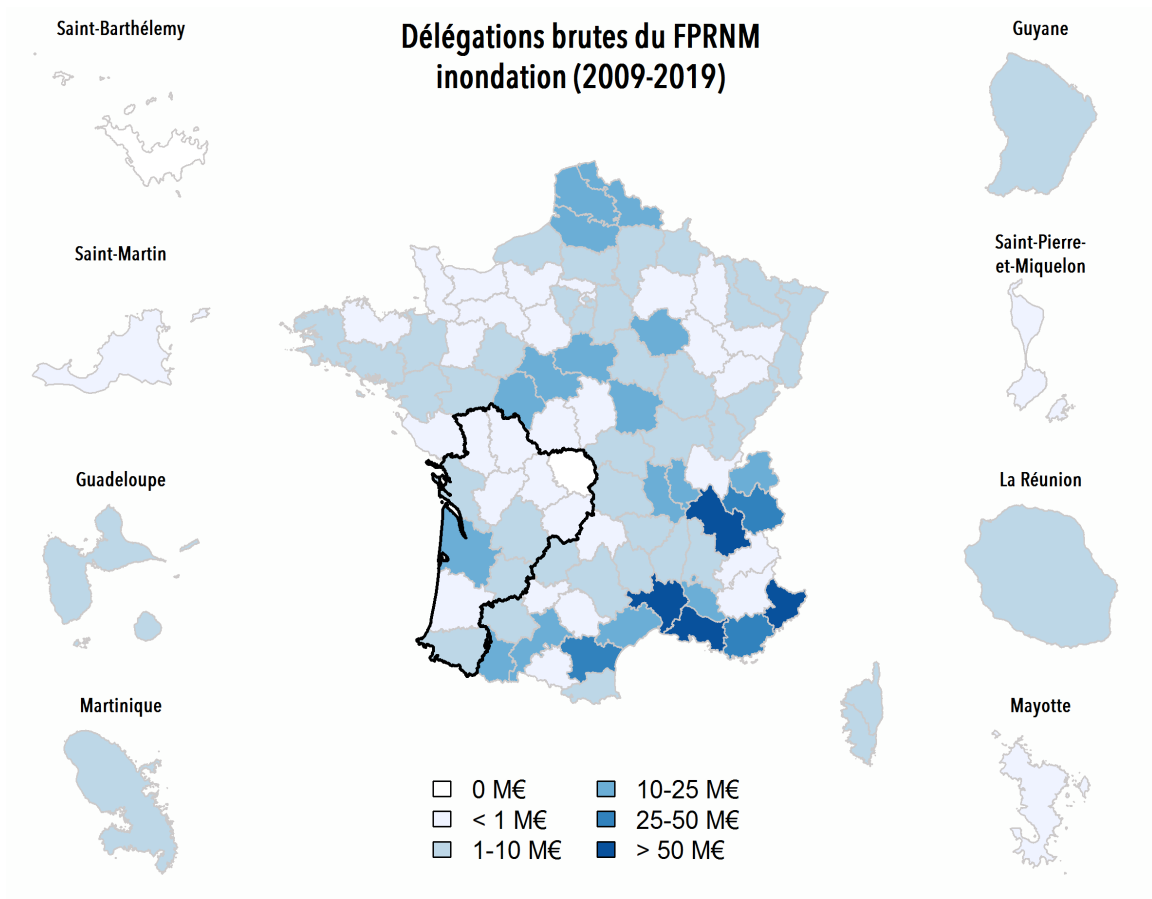 Délégations brutes du FPRNM
inondation (2009-2019)
Saint-Barthélemy
Saint-Martin
Guadeloupe
Martinique
Guyane
Saint-Pierre-
et-Miquelon
La Réunion
Mayotte
0 M€
< 1 M€
1-10 M€
10-25 M€
25-50 M€
> 50 M€